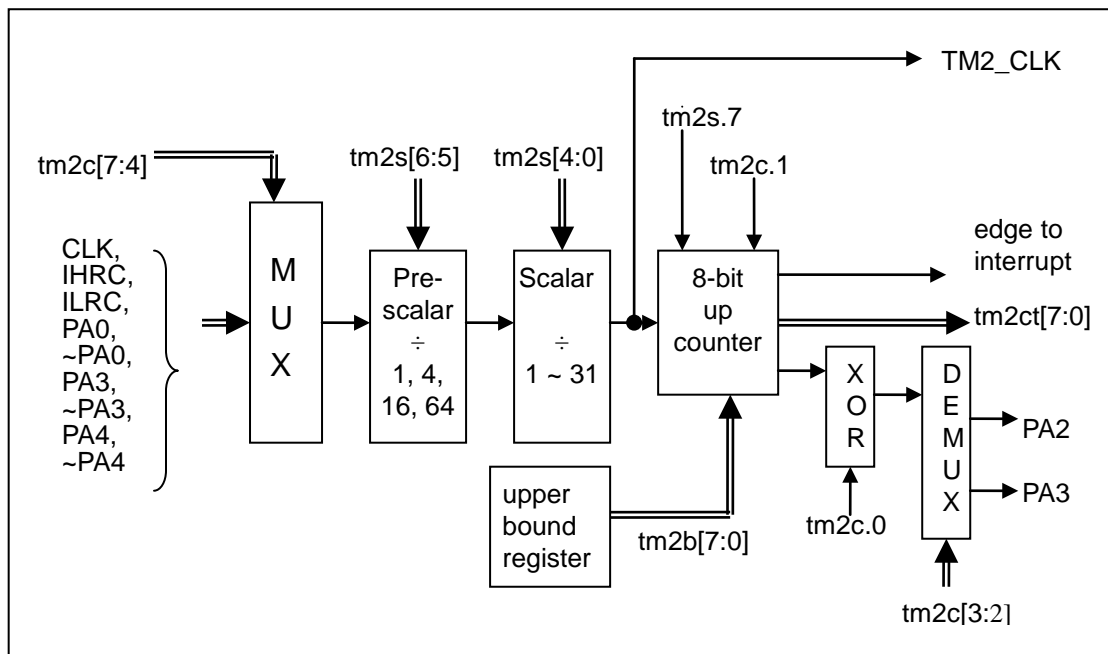 TM2_CLK
tm2s.7
tm2c[7:4]
tm2s[6:5]
tm2s[4:0]
tm2c.1
CLK,
IHRC,
ILRC,
PA0,
~PA0,
PA3,
~PA3,
PA4,
~PA4
M
U
X
Pre-
scalar
÷
1, 4,
16, 64
Scalar
÷
1 ~ 31
8-bit
up
counter
edge to
interrupt
tm2ct[7:0]
X
O
R
D
E
M
U
X
PA2
PA3
upper
bound
register
tm2b[7:0]
tm2c.0
tm2c[3:2]